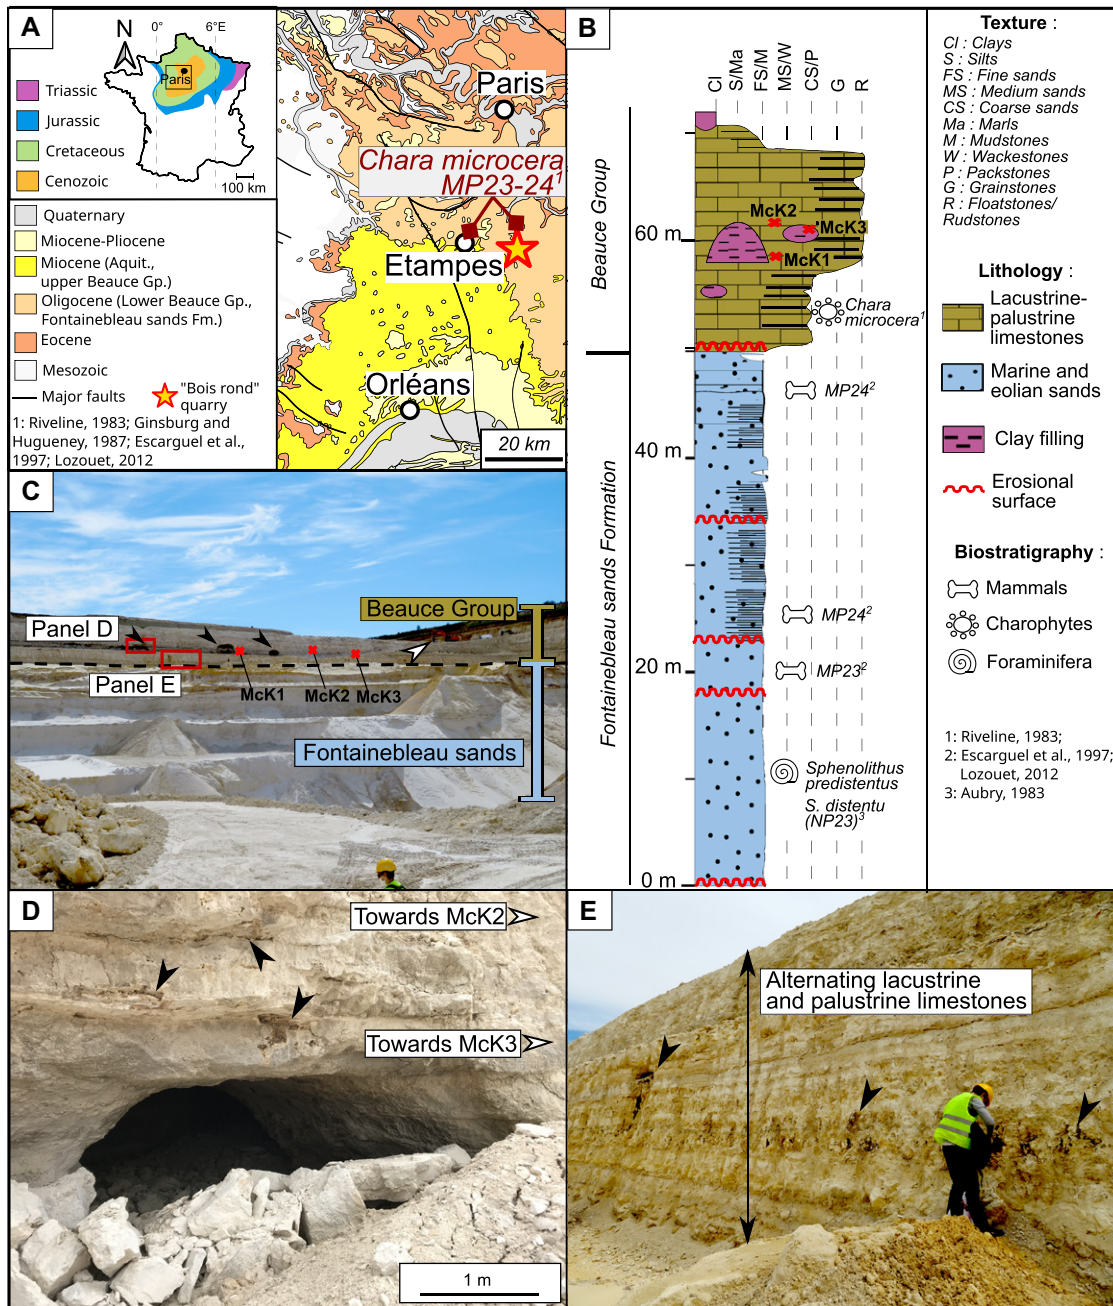 A
N
0°
6°E
Paris
Triassic
Jurassic
Cretaceous
Cenozoic
100 km
Quaternary
Miocene-Pliocene
Miocene (Aquit.,
upper Beauce Gp.)
Oligocene (Lower Beauce Gp.,
Fontainebleau sands Fm.)
Eocene
Mesozoic
Major faults
"Bois rond"
quarry
1: Riveline, 1983; Ginsburg and
Hugueney, 1987; Escarguel et al.,
1997; Lozouet, 2012
Paris
Chara microcera
MP23-24¹
Etampes
Orléans
20 km
B
Cl
S/Ma
FS/M
MS/W
CS/P
G
R
Beauce Group
Fontainebleau sands Formation
McK2
McK3
60 m
McK1
Chara
microcera¹
MP24²
40 m
MP24²
MP23²
20 m
Sphenolithus
predistentus
S. distentu
(NP23)³
0 m
Texture :
Cl : Clays
S : Silts
FS : Fine sands
MS : Medium sands
CS : Coarse sands
Ma : Marls
M : Mudstones
W : Wackestones
P : Packstones
G : Grainstones
R : Floatstones/
Rudstones
Lithology :
Lacustrine-
palustrine
limestones
Marine and
eolian sands
Clay filling
Erosional
surface
Biostratigraphy :
Mammals
Charophytes
Foraminifera
1: Riveline, 1983;
2: Escarguel et al., 1997;
Lozouet, 2012
3: Aubry, 1983
C
Beauce Group
Panel D
Panel E
McK1
McK2
McK3
Fontainebleau sands
D
Towards McK2
Towards McK3
1 m
E
Alternating lacustrine
and palustrine limestones